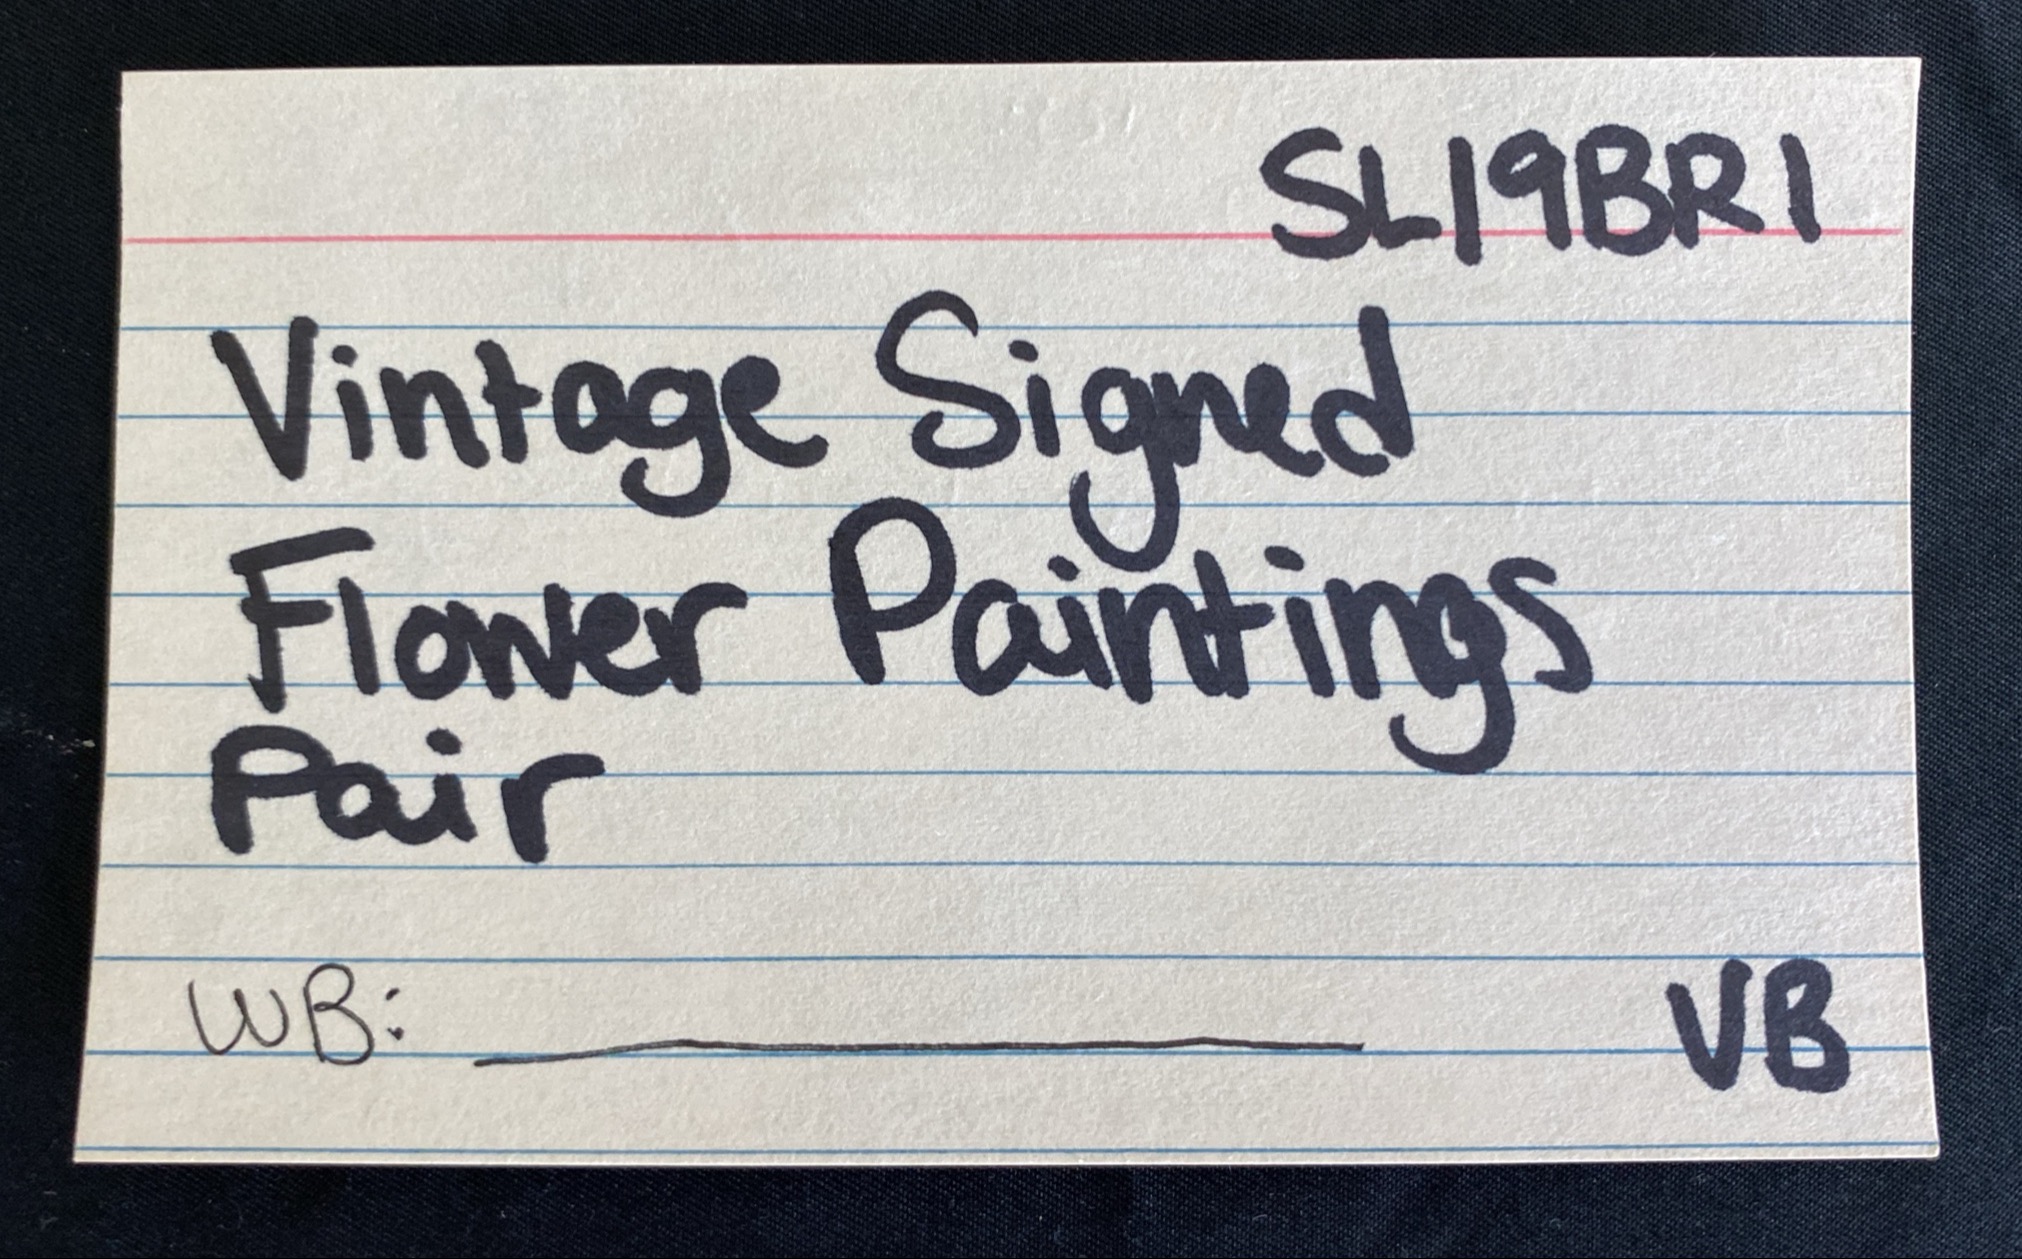 SL19BR1
Vintage Signed
Flower Paintings
Pair
WB: VB